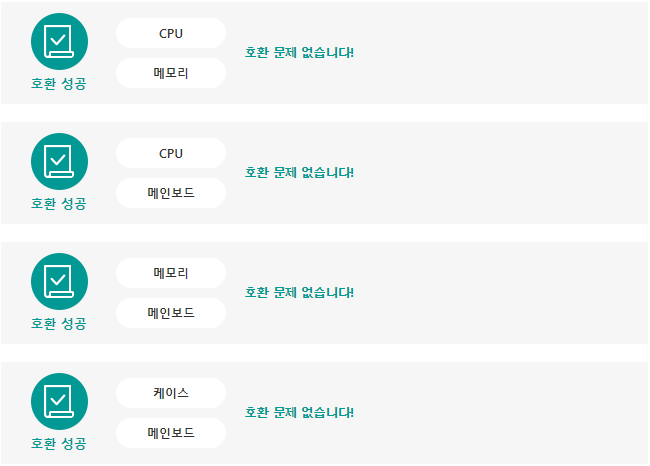 CPU
호환 문제 없습니다!
메모리
호환 성공
CPU
호환 문제 없습니다!
메인보드
호환 성공
메모리
호환 문제 없습니다!
메인보드
호환 성공
케이스
호환 문제 없습니다!
메인보드
호환 성공